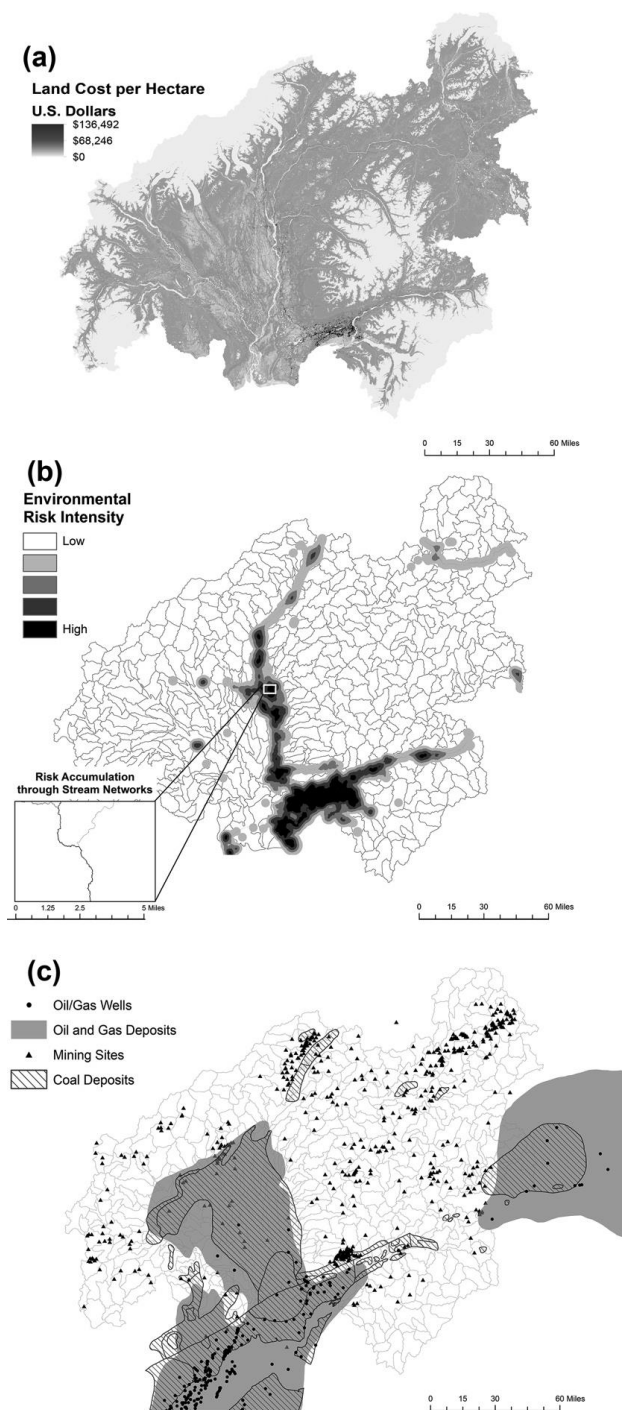 (a)
Land Cost per Hectare
U.S. Dollars
$136,492
$68,246
$0
0 15 30 60 Miles
(b)
Environmental
Risk Intensity
Low
High
Risk Accumulation
through Stream Networks
0 1.25 2.5 5 Miles
0 15 30 60 Miles
(c)
Oil/Gas Wells
Oil and Gas Deposits
Mining Sites
Coal Deposits
0 15 30 60 Miles